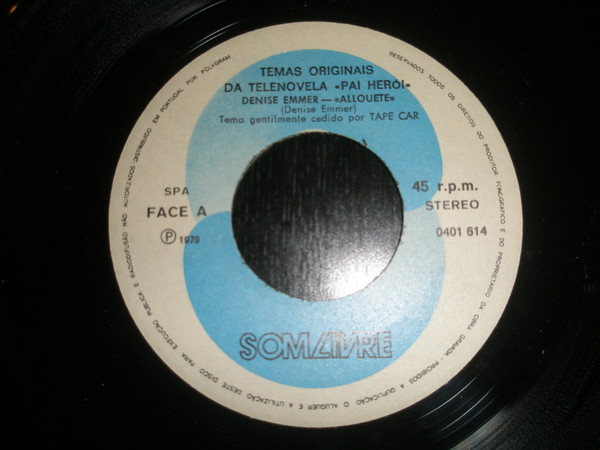 TEMAS ORIGINAIS
DA TELENOVELA «PAI HERÓI»
DENISE EMMER — «ALLOUETE»
(Denise Emmer)
Tema gentilmente cedido por TAPE CAR
SPA
FACE A
Ⓟ 1979
45 r.p.m.
STEREO
0401 614
SOMLIVRE
RESERVADOS TODOS OS DIREITOS DO PRODUTOR FONOGRÁFICO E DO PROPRIETÁRIO DA OBRA GRAVADA - PROIBIDOS A DUPLICAÇÃO O ALUGUER E A UTILIZAÇÃO DESTE DISCO PARA EXECUÇÃO PÚBLICA E RADIODIFUSÃO NÃO AUTORIZADOS - DISTRIBUIDO EM PORTUGAL POR POLYGRAM